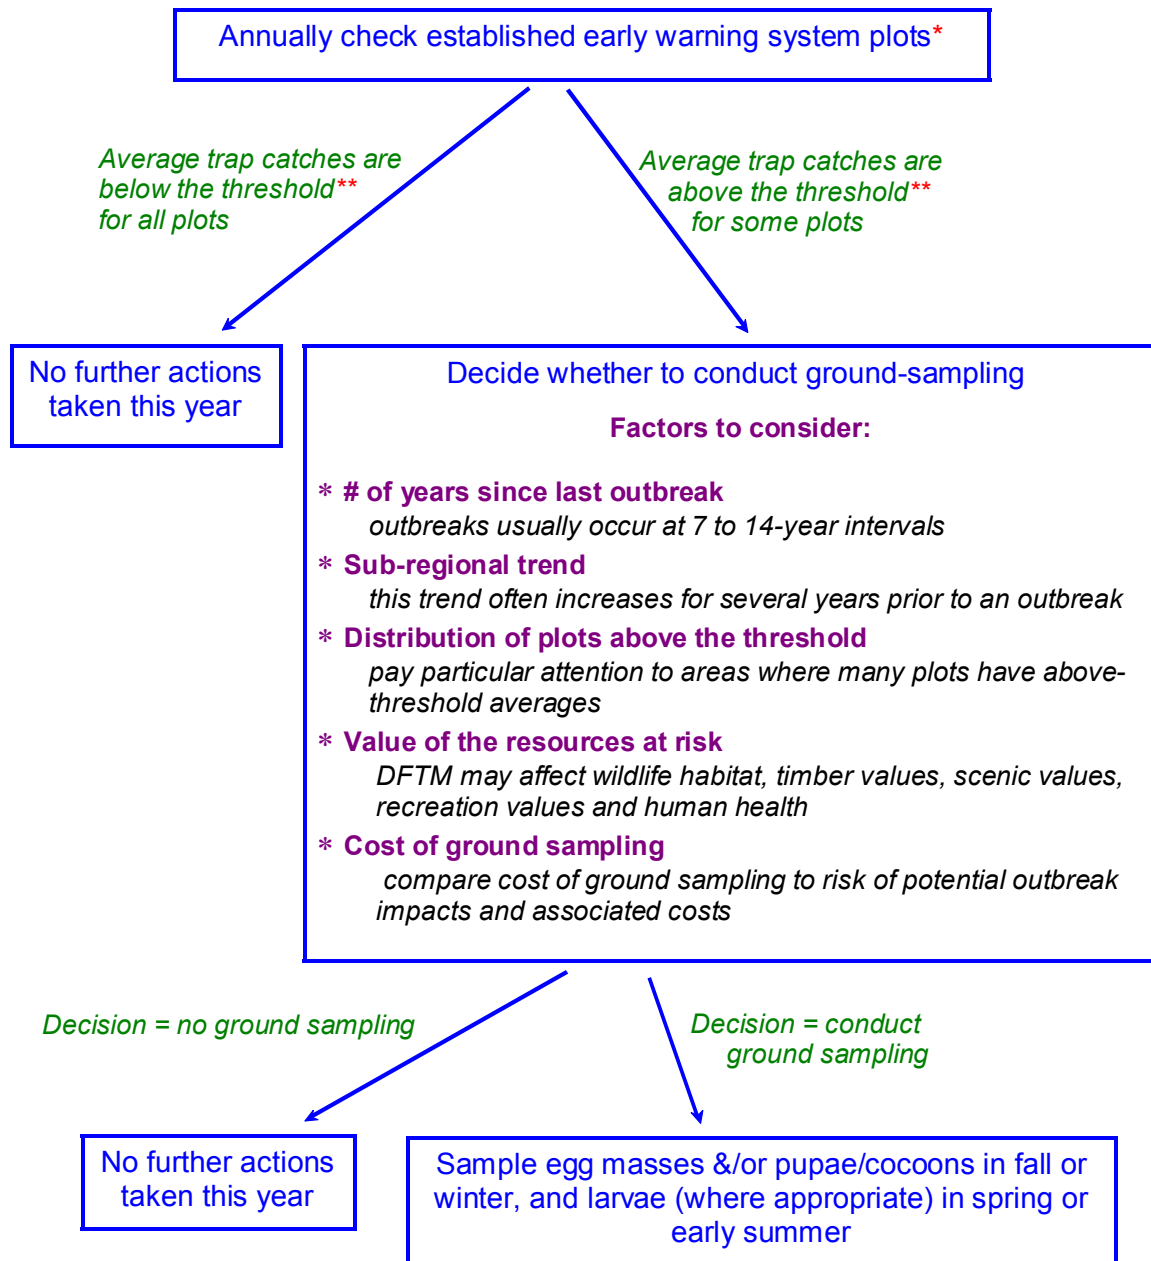 Annually check established early warning system plots*
Average trap catches are
below the threshold**
for all plots
Average trap catches are
above the threshold**
for some plots
No further actions
taken this year
Decide whether to conduct ground-sampling
Factors to consider:
* # of years since last outbreak
outbreaks usually occur at 7 to 14-year intervals
* Sub-regional trend
this trend often increases for several years prior to an outbreak
* Distribution of plots above the threshold
pay particular attention to areas where many plots have above-
threshold averages
* Value of the resources at risk
DFTM may affect wildlife habitat, timber values, scenic values,
recreation values and human health
* Cost of ground sampling
compare cost of ground sampling to risk of potential outbreak
impacts and associated costs
Decision = no ground sampling
Decision = conduct
ground sampling
No further actions
taken this year
Sample egg masses &/or pupae/cocoons in fall or
winter, and larvae (where appropriate) in spring or
early summer